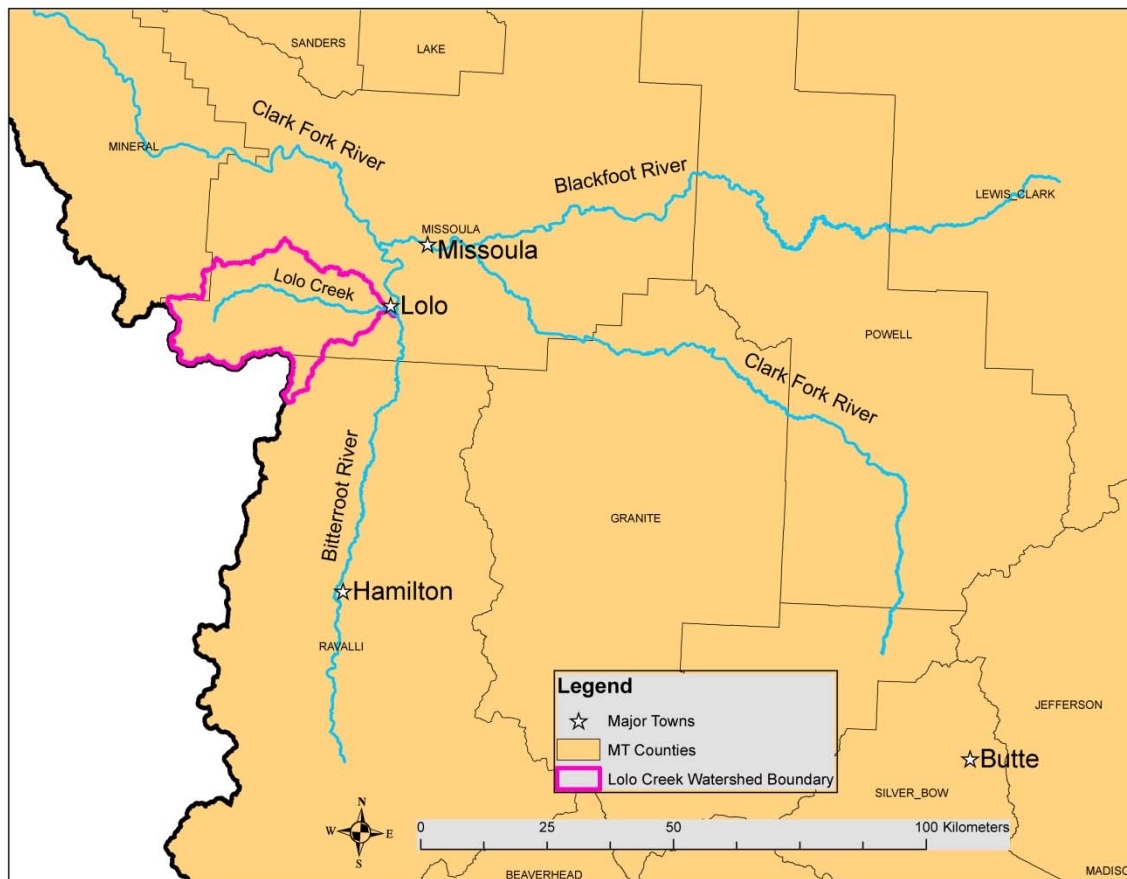 SANDERS
LAKE
Clark Fork River
MINERAL
Blackfoot River
LEWIS_CLARK
MISSOULA
Missoula
Lolo Creek
Lolo
POWELL
Clark Fork River
Bitterroot River
GRANITE
Hamilton
RAVALLI
Legend
Major Towns
MT Counties
Lolo Creek Watershed Boundary
JEFFERSON
Butte
SILVER_BOW
N
W
E
S
0 25 50 100 Kilometers
BEAVERHEAD
MADISO